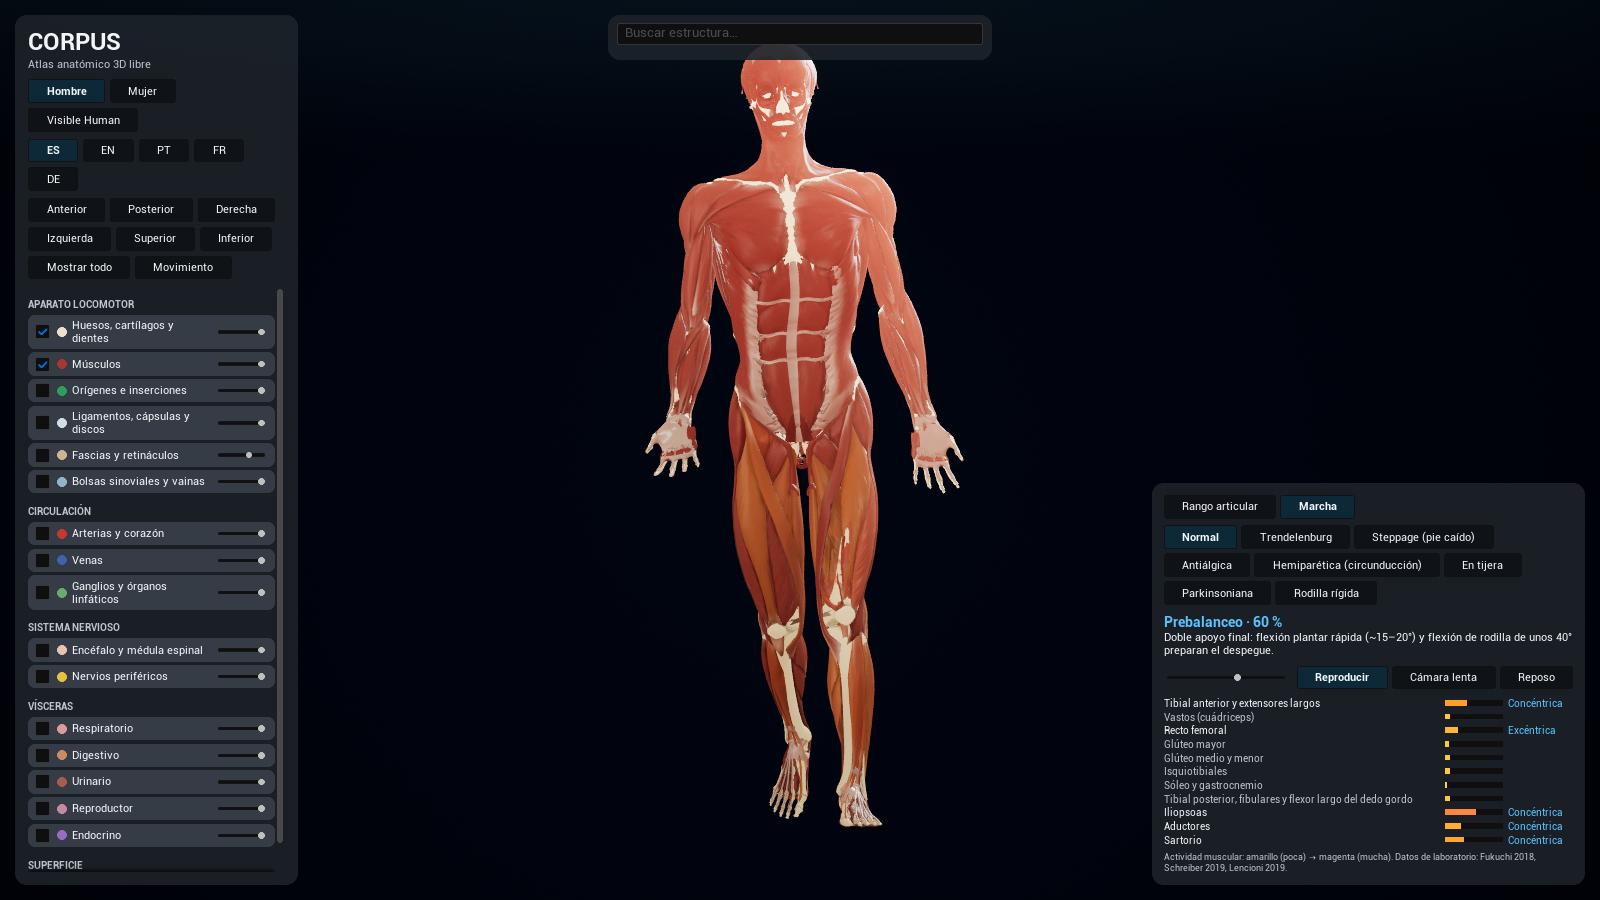 CORPUS
Atlas anatómico 3D libre
Hombre Mujer
Visible Human
ES EN PT FR
DE
Anterior Posterior Derecha
Izquierda Superior Inferior
Mostrar todo Movimiento
APARATO LOCOMOTOR
Huesos, cartílagos y
dientes
Músculos
Orígenes e inserciones
Ligamentos, cápsulas y
discos
Fascias y retináculos
Bolsas sinoviales y vainas
CIRCULACIÓN
Arterias y corazón
Venas
Ganglios y órganos
linfáticos
SISTEMA NERVIOSO
Encéfalo y médula espinal
Nervios periféricos
VÍSCERAS
Respiratorio
Digestivo
Urinario
Reproductor
Endocrino
SUPERFICIE
Buscar estructura...
Rango articular Marcha
Normal Trendelenburg Steppage (pie caído)
Antiálgica Hemiparética (circunducción) En tijera
Parkinsoniana Rodilla rígida
Prebalanceo · 60 %
Doble apoyo final: flexión plantar rápida (~15–20°) y flexión de rodilla de unos 40°
preparan el despegue.
Reproducir Cámara lenta Reposo
Tibial anterior y extensores largos Concéntrica
Vastos (cuádriceps)
Recto femoral Excéntrica
Glúteo mayor
Glúteo medio y menor
Isquiotibiales
Sóleo y gastrocnemio
Tibial posterior, fibulares y flexor largo del dedo gordo
Iliopsoas Concéntrica
Aductores Concéntrica
Sartorio Concéntrica
Actividad muscular: amarillo (poca) → magenta (mucha). Datos de laboratorio: Fukuchi 2018,
Schreiber 2019, Lencioni 2019.